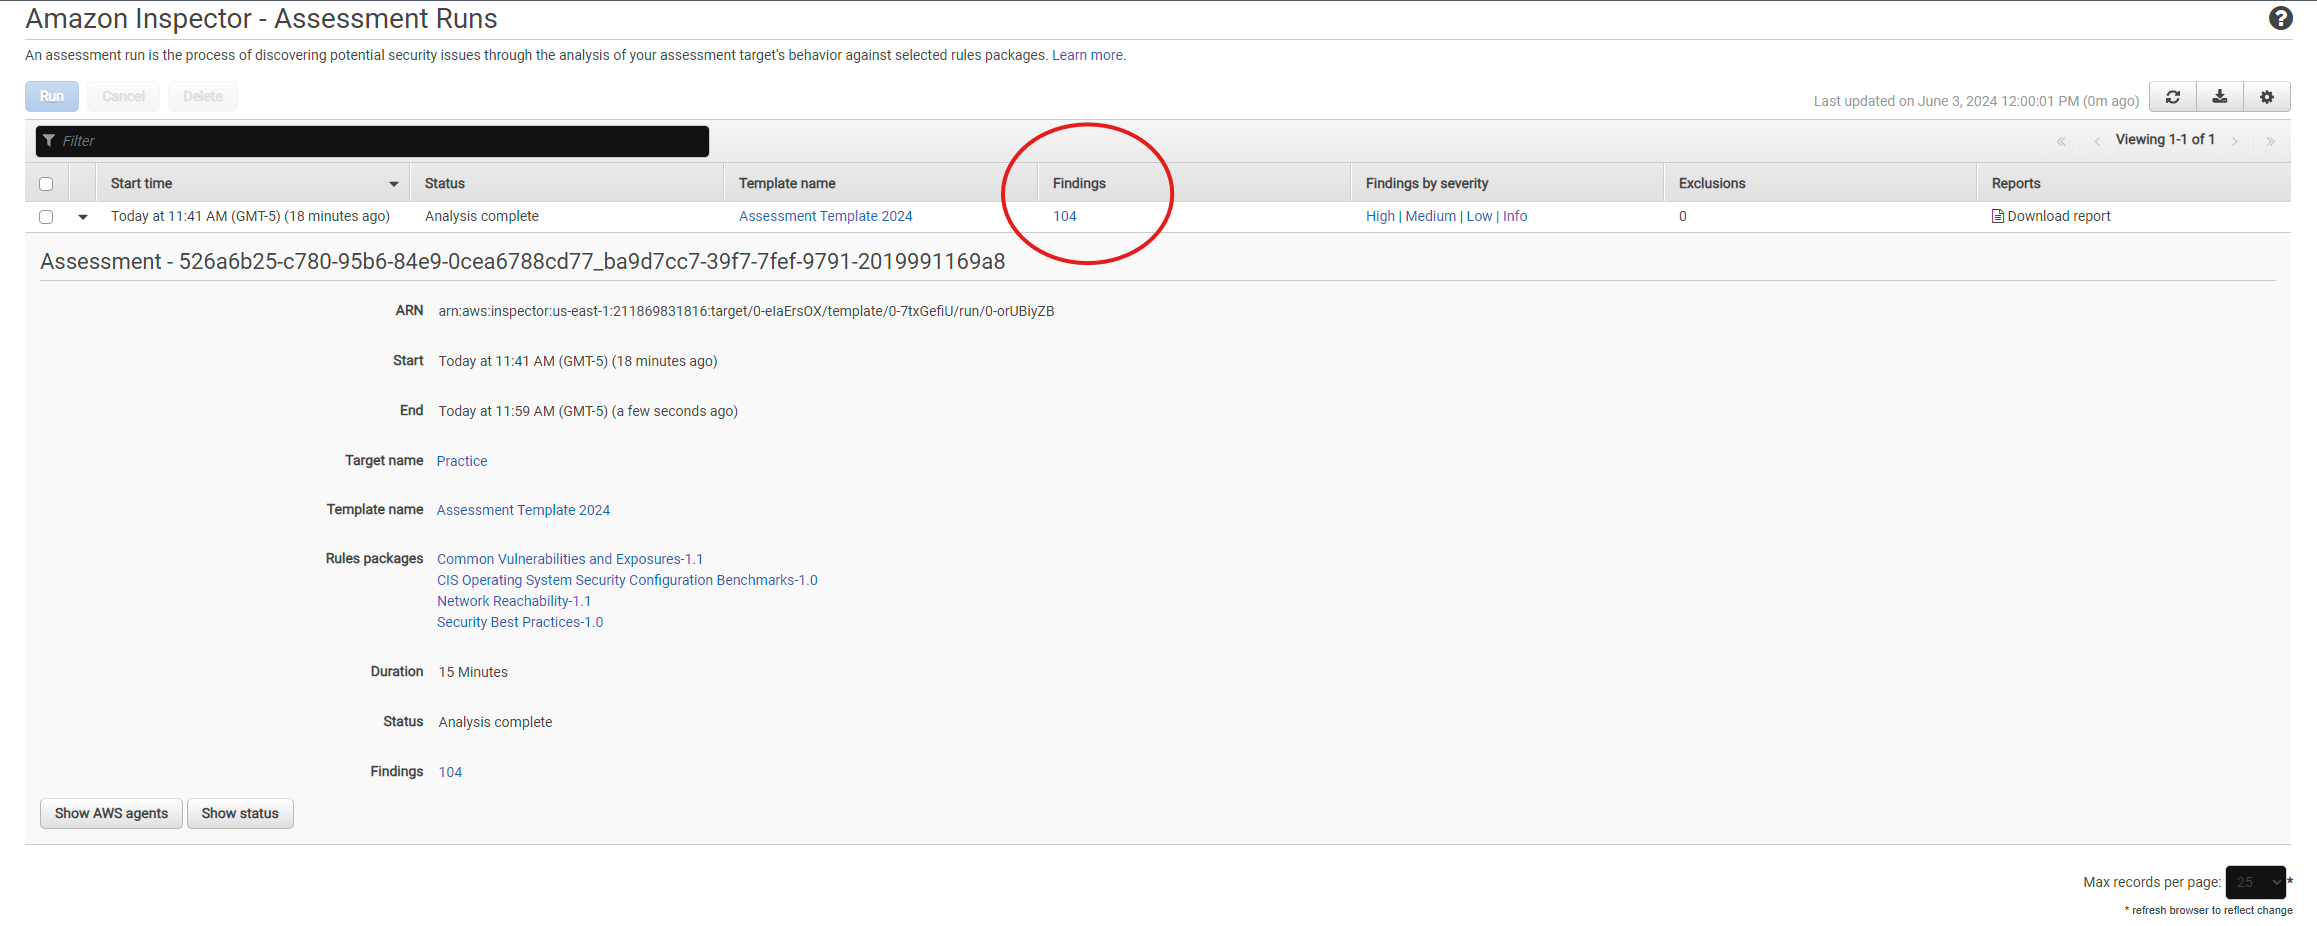 Amazon Inspector - Assessment Runs
An assessment run is the process of discovering potential security issues through the analysis of your assessment target's behavior against selected rules packages. Learn more.
Run Cancel Delete
Last updated on June 3, 2024 12:00:01 PM (0m ago)
Filter
« ‹ Viewing 1-1 of 1 › »
Start time Status Template name Findings Findings by severity Exclusions Reports
Today at 11:41 AM (GMT-5) (18 minutes ago) Analysis complete Assessment Template 2024 104 High | Medium | Low | Info 0 Download report
Assessment - 526a6b25-c780-95b6-84e9-0cea6788cd77_ba9d7cc7-39f7-7fef-9791-2019991169a8
ARN arn:aws:inspector:us-east-1:211869831816:target/0-eIaErsOX/template/0-7txGefiU/run/0-orUBiyZB
Start Today at 11:41 AM (GMT-5) (18 minutes ago)
End Today at 11:59 AM (GMT-5) (a few seconds ago)
Target name Practice
Template name Assessment Template 2024
Rules packages Common Vulnerabilities and Exposures-1.1
CIS Operating System Security Configuration Benchmarks-1.0
Network Reachability-1.1
Security Best Practices-1.0
Duration 15 Minutes
Status Analysis complete
Findings 104
Show AWS agents Show status
Max records per page: 25 *
* refresh browser to reflect change